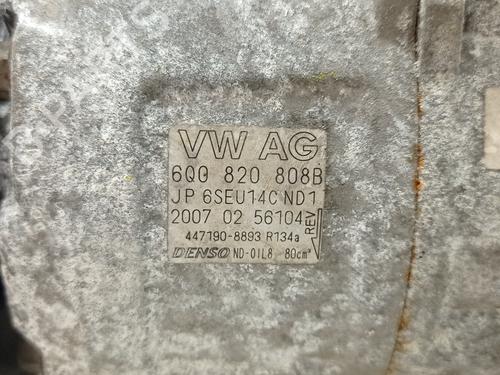 VW AG
6Q0 820 808B
JP 6SEU14C ND1
2007 02 56104
REV
447190-8893 R134a
DENSO ND-OIL8 80cm³